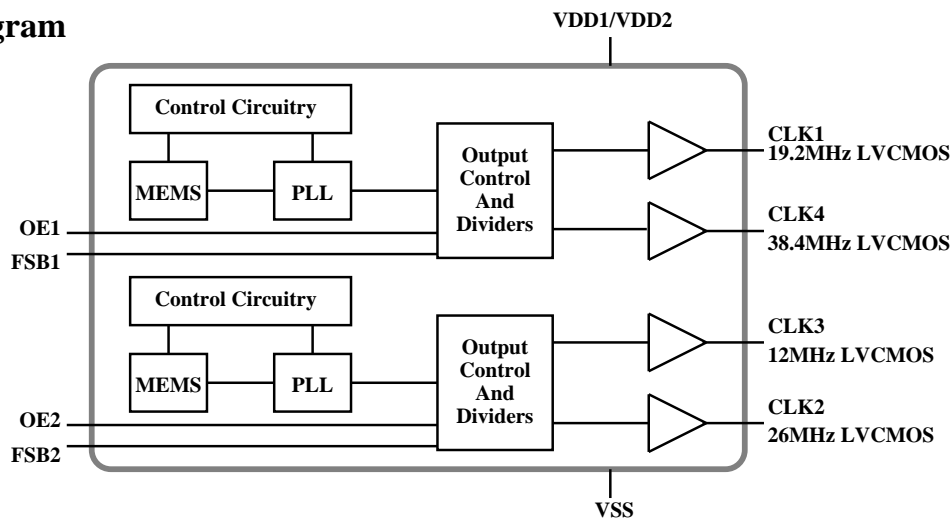 gram
VDD1/VDD2
Control Circuitry
MEMS
PLL
Output
Control
And
Dividers
CLK1
19.2MHz LVCMOS
CLK4
38.4MHz LVCMOS
OE1
FSB1
Control Circuitry
MEMS
PLL
Output
Control
And
Dividers
CLK3
12MHz LVCMOS
CLK2
26MHz LVCMOS
OE2
FSB2
VSS